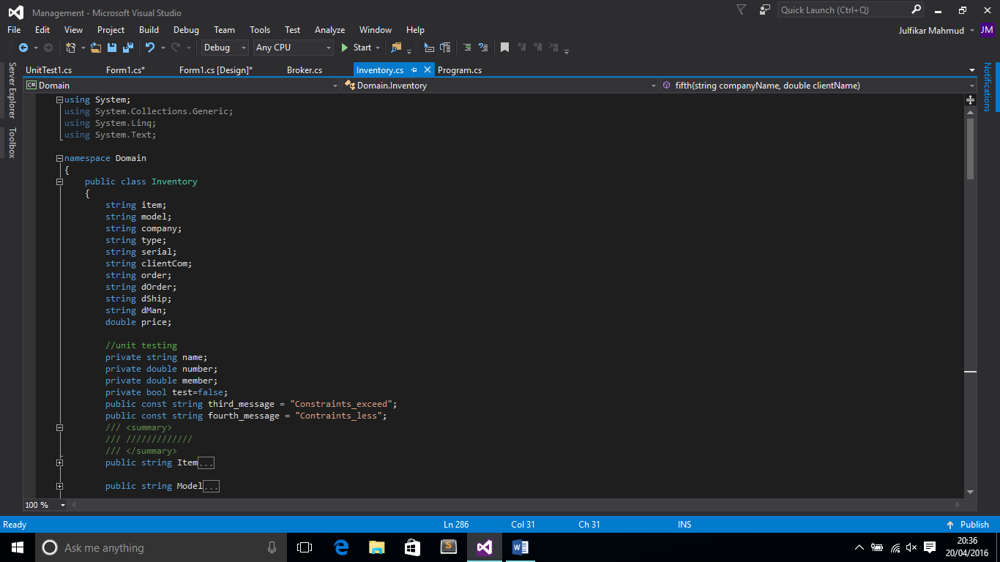 Management - Microsoft Visual Studio
Quick Launch (Ctrl+Q)
File Edit View Project Build Debug Team Tools Test Analyze Window Help
Julfikar Mahmud JM
Debug Any CPU Start
Server Explorer
Toolbox
Notifications
UnitTest1.cs Form1.cs* Form1.cs [Design]* Broker.cs Inventory.cs Program.cs
C# Domain Domain.Inventory fifth(string companyName, double clientName)
using System;
using System.Collections.Generic;
using System.Linq;
using System.Text;
namespace Domain
{
public class Inventory
{
string item;
string model;
string company;
string type;
string serial;
string clientCom;
string order;
string dOrder;
string dShip;
string dMan;
double price;
//unit testing
private string name;
private double number;
private double member;
private bool test=false;
public const string third_message = "Constraints_exceed";
public const string fourth_message = "Contraints_less";
/// <summary>
/// /////////////
/// </summary>
public string Item...
public string Model...
100 %
Ready Ln 286 Col 31 Ch 31 INS Publish
Ask me anything
20:36
20/04/2016